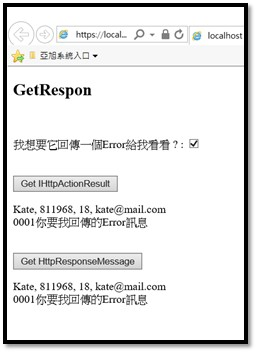 https://local...
localhost
亞旭系統入口
GetRespon
我想要它回傳一個Error給我看看？:
Get IHttpActionResult
Kate, 811968, 18, kate@mail.com
0001你要我回傳的Error訊息
Get HttpResponseMessage
Kate, 811968, 18, kate@mail.com
0001你要我回傳的Error訊息